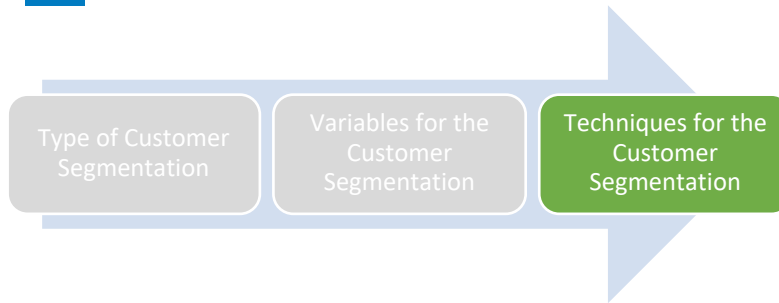 Type of Customer
Segmentation
Variables for the
Customer
Segmentation
Techniques for the
Customer
Segmentation